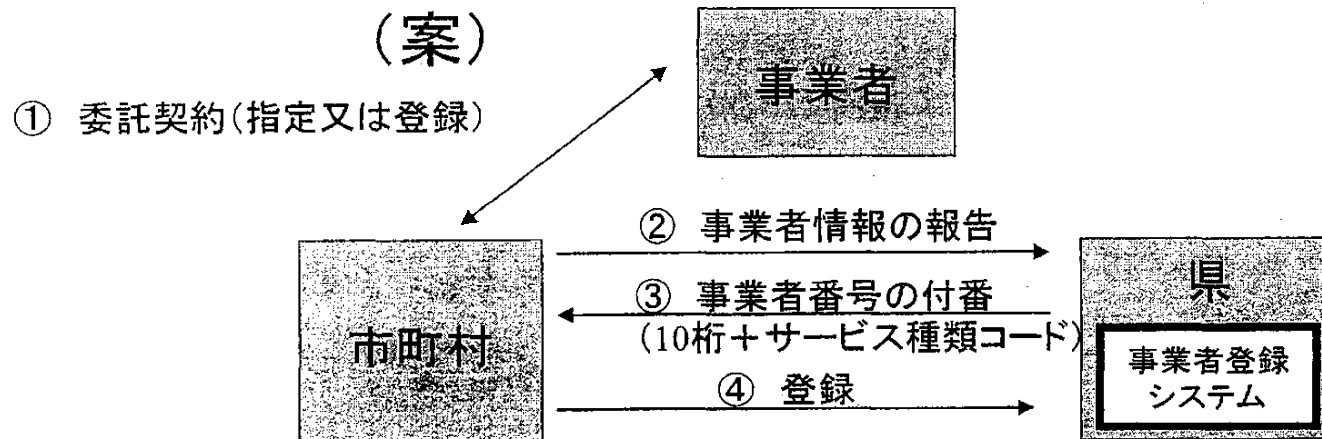 (案)
事業者
① 委託契約(指定又は登録)
② 事業者情報の報告
③ 事業者番号の付番
(10桁+サービス種類コード)
④ 登録
市町村
県
事業者登録
システム